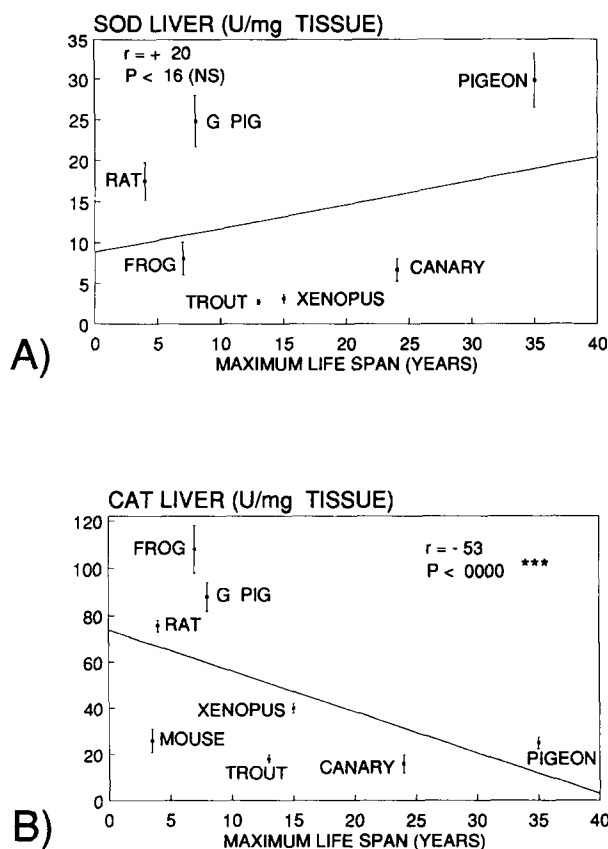 SOD LIVER (U/mg TISSUE)
35
30
25
20
15
10
5
0
r = + 20
P < 16 (NS)
PIGEON
G PIG
RAT
FROG
CANARY
TROUT
XENOPUS
0 5 10 15 20 25 30 35 40
MAXIMUM LIFE SPAN (YEARS)
A)
CAT LIVER (U/mg TISSUE)
120
100
80
60
40
20
0
FROG
r = - 53
P < 0000 ***
G PIG
RAT
XENOPUS
MOUSE
TROUT
CANARY
PIGEON
0 5 10 15 20 25 30 35 40
MAXIMUM LIFE SPAN (YEARS)
B)